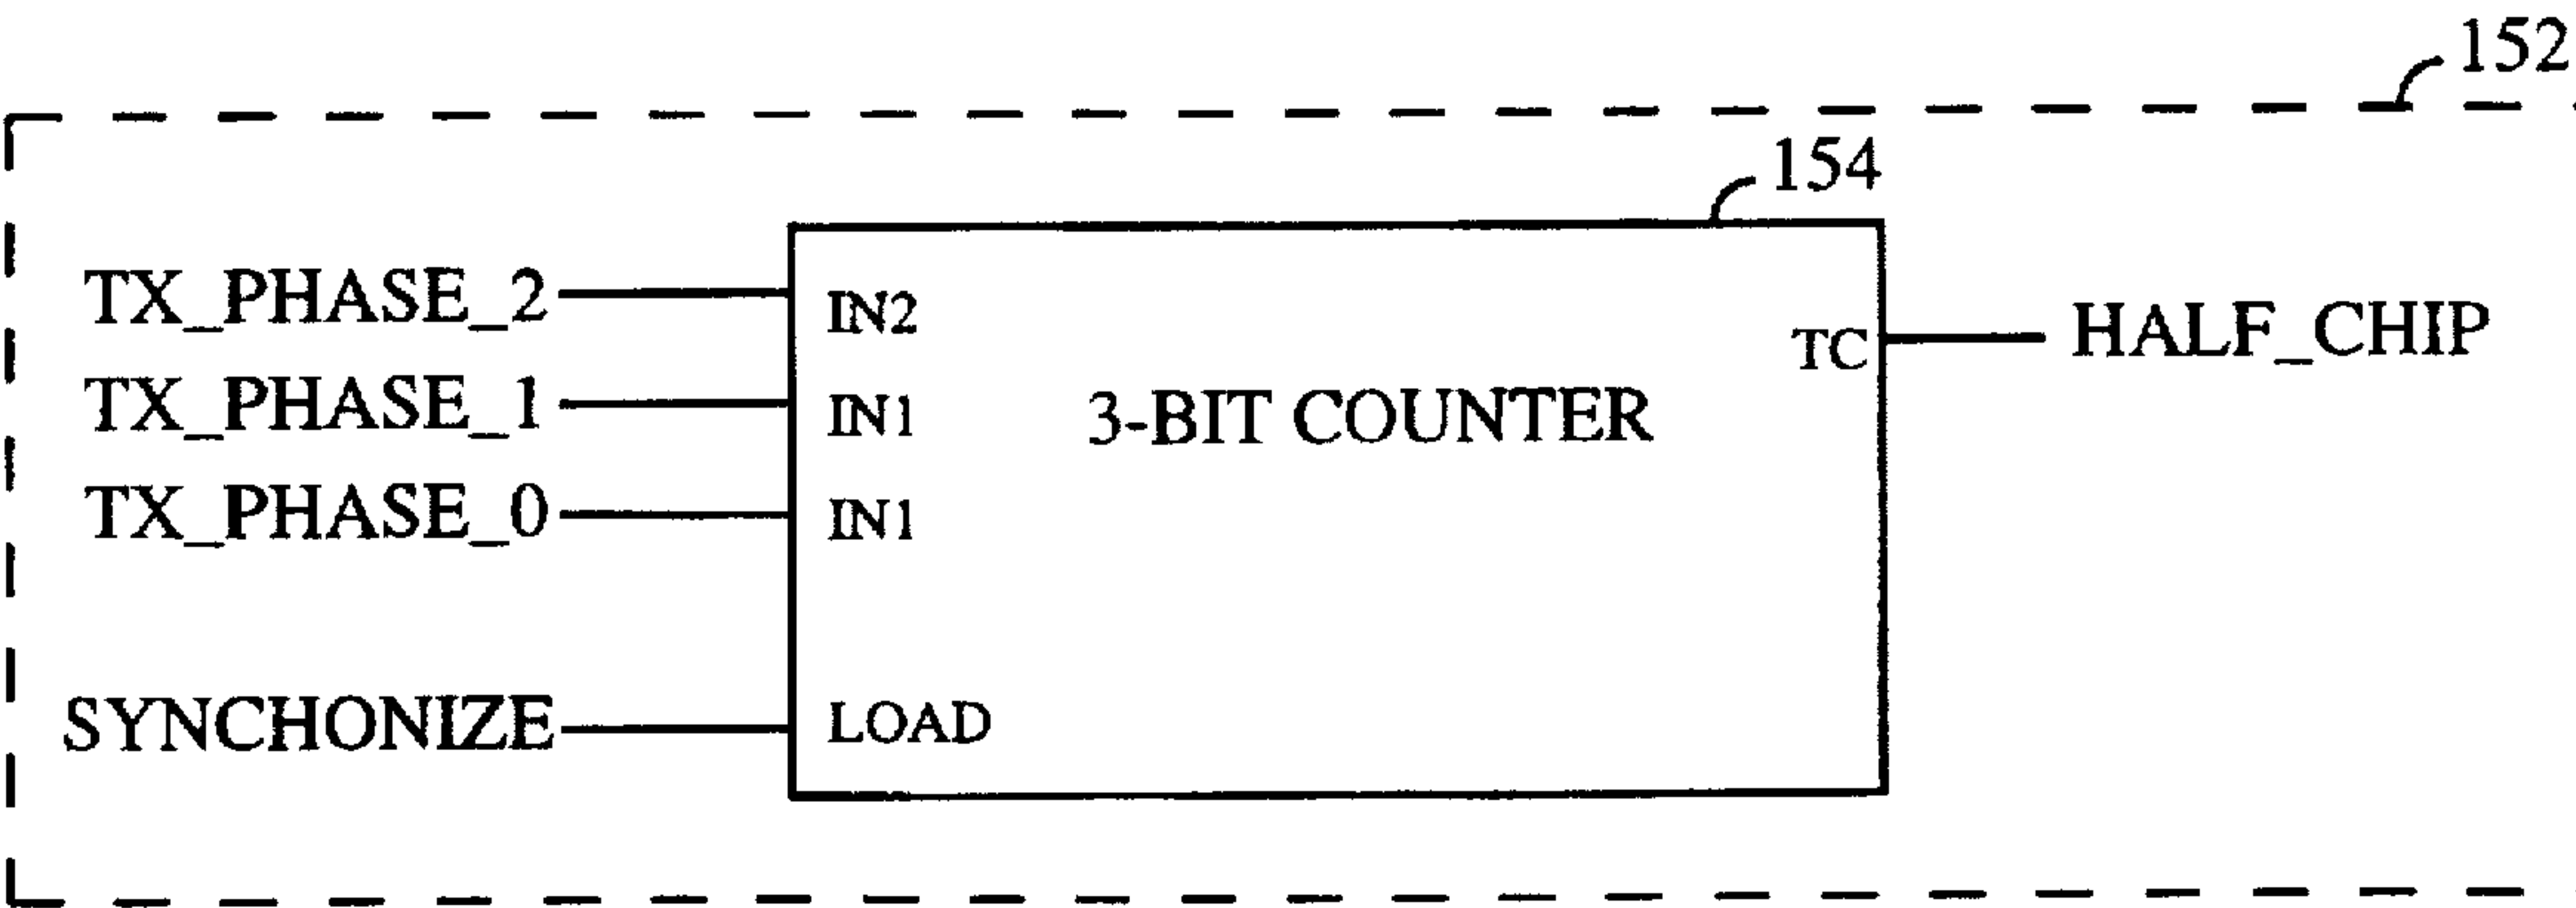 152
154
TX_PHASE_2 IN2
TC HALF_CHIP
TX_PHASE_1 IN1 3-BIT COUNTER
TX_PHASE_0 IN1
SYNCHONIZE LOAD